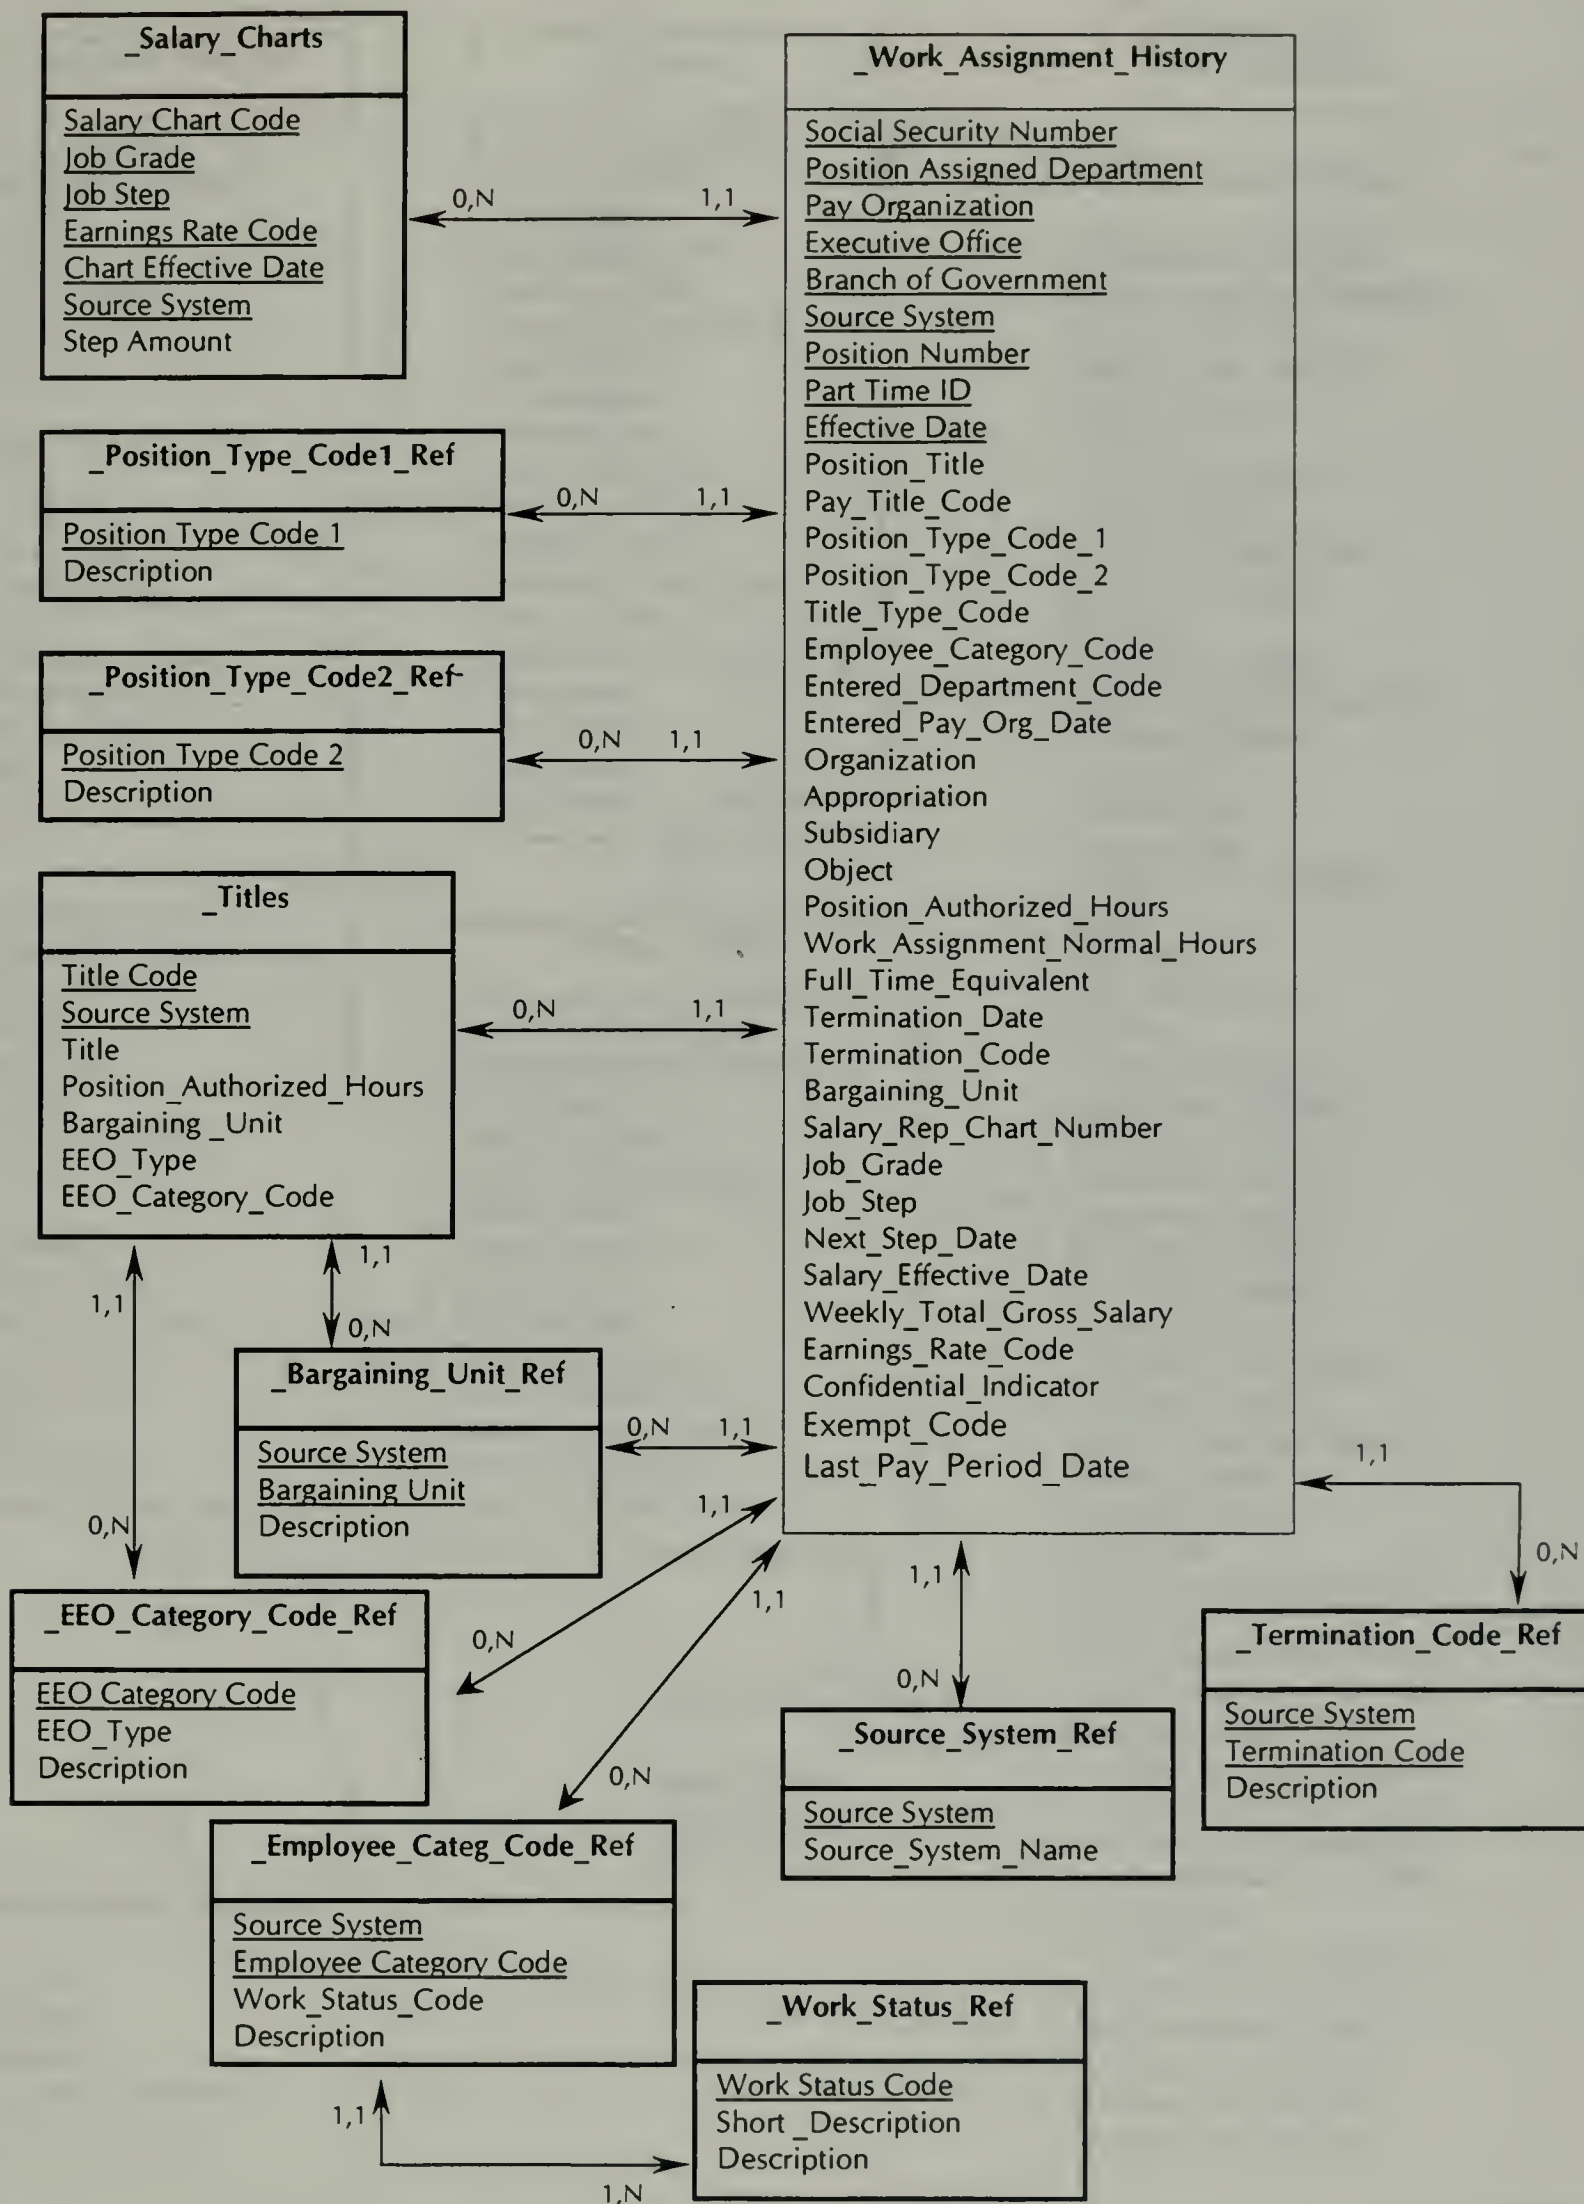 _Salary_Charts
Salary Chart Code
Job Grade
Job Step
Earnings Rate Code
Chart Effective Date
Source System
Step Amount
0,N
1,1
_Position_Type_Code1_Ref
Position Type Code 1
Description
0,N
1,1
_Position_Type_Code2_Ref-
Position Type Code 2
Description
0,N
1,1
_Titles
Title Code
Source System
Title
Position_Authorized_Hours
Bargaining _Unit
EEO_Type
EEO_Category_Code
0,N
1,1
_Work_Assignment_History
Social Security Number
Position Assigned Department
Pay Organization
Executive Office
Branch of Government
Source System
Position Number
Part Time ID
Effective Date
Position_Title
Pay_Title_Code
Position_Type_Code_1
Position_Type_Code_2
Title_Type_Code
Employee_Category_Code
Entered_Department_Code
Entered_Pay_Org_Date
Organization
Appropriation
Subsidiary
Object
Position_Authorized_Hours
Work_Assignment_Normal_Hours
Full_Time_Equivalent
Termination_Date
Termination_Code
Bargaining_Unit
Salary_Rep_Chart_Number
Job_Grade
Job_Step
Next_Step_Date
Salary_Effective_Date
Weekly_Total_Gross_Salary
Earnings_Rate_Code
Confidential_Indicator
Exempt_Code
Last_Pay_Period_Date
1,1
0,N
1,1
0,N
_Bargaining_Unit_Ref
Source System
Bargaining Unit
Description
0,N
1,1
_EEO_Category_Code_Ref
EEO Category Code
EEO_Type
Description
1,1
0,N
1,1
0,N
_Employee_Categ_Code_Ref
Source System
Employee Category Code
Work_Status_Code
Description
1,1
0,N
_Source_System_Ref
Source System
Source_System_Name
1,1
0,N
_Termination_Code_Ref
Source System
Termination Code
Description
1,1
1,N
_Work_Status_Ref
Work Status Code
Short _Description
Description